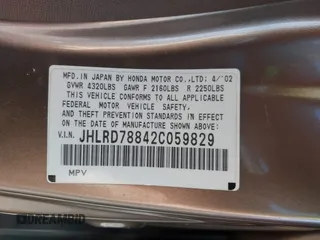 MFD. IN JAPAN BY HONDA MOTOR CO.,LTD; 4/'02
GVWR 4320LBS GAWR F 2160LBS R 2250LBS
THIS VEHICLE CONFORMS TO ALL APPLICABLE
FEDERAL MOTOR VEHICLE SAFETY, BUMPER
AND THEFT PREVENTION STANDARDS IN EFFECT
ON THE DATE OF MANUFACTURE SHOWN ABOVE.
V.I.N. JHLRD78842C059829
MPV